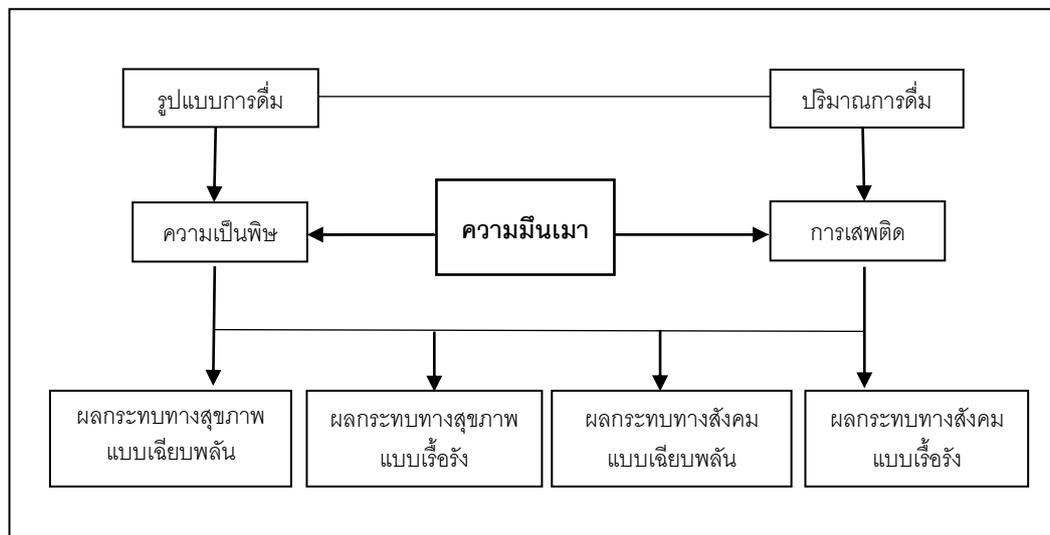 รูปแบบการดื่ม
ปริมาณการดื่ม
ความเป็นพิษ
ความมึนเมา
การเสพติด
ผลกระทบทางสุขภาพ
แบบเฉียบพลัน
ผลกระทบทางสุขภาพ
แบบเรื้อรัง
ผลกระทบทางสังคม
แบบเฉียบพลัน
ผลกระทบทางสังคม
แบบเรื้อรัง